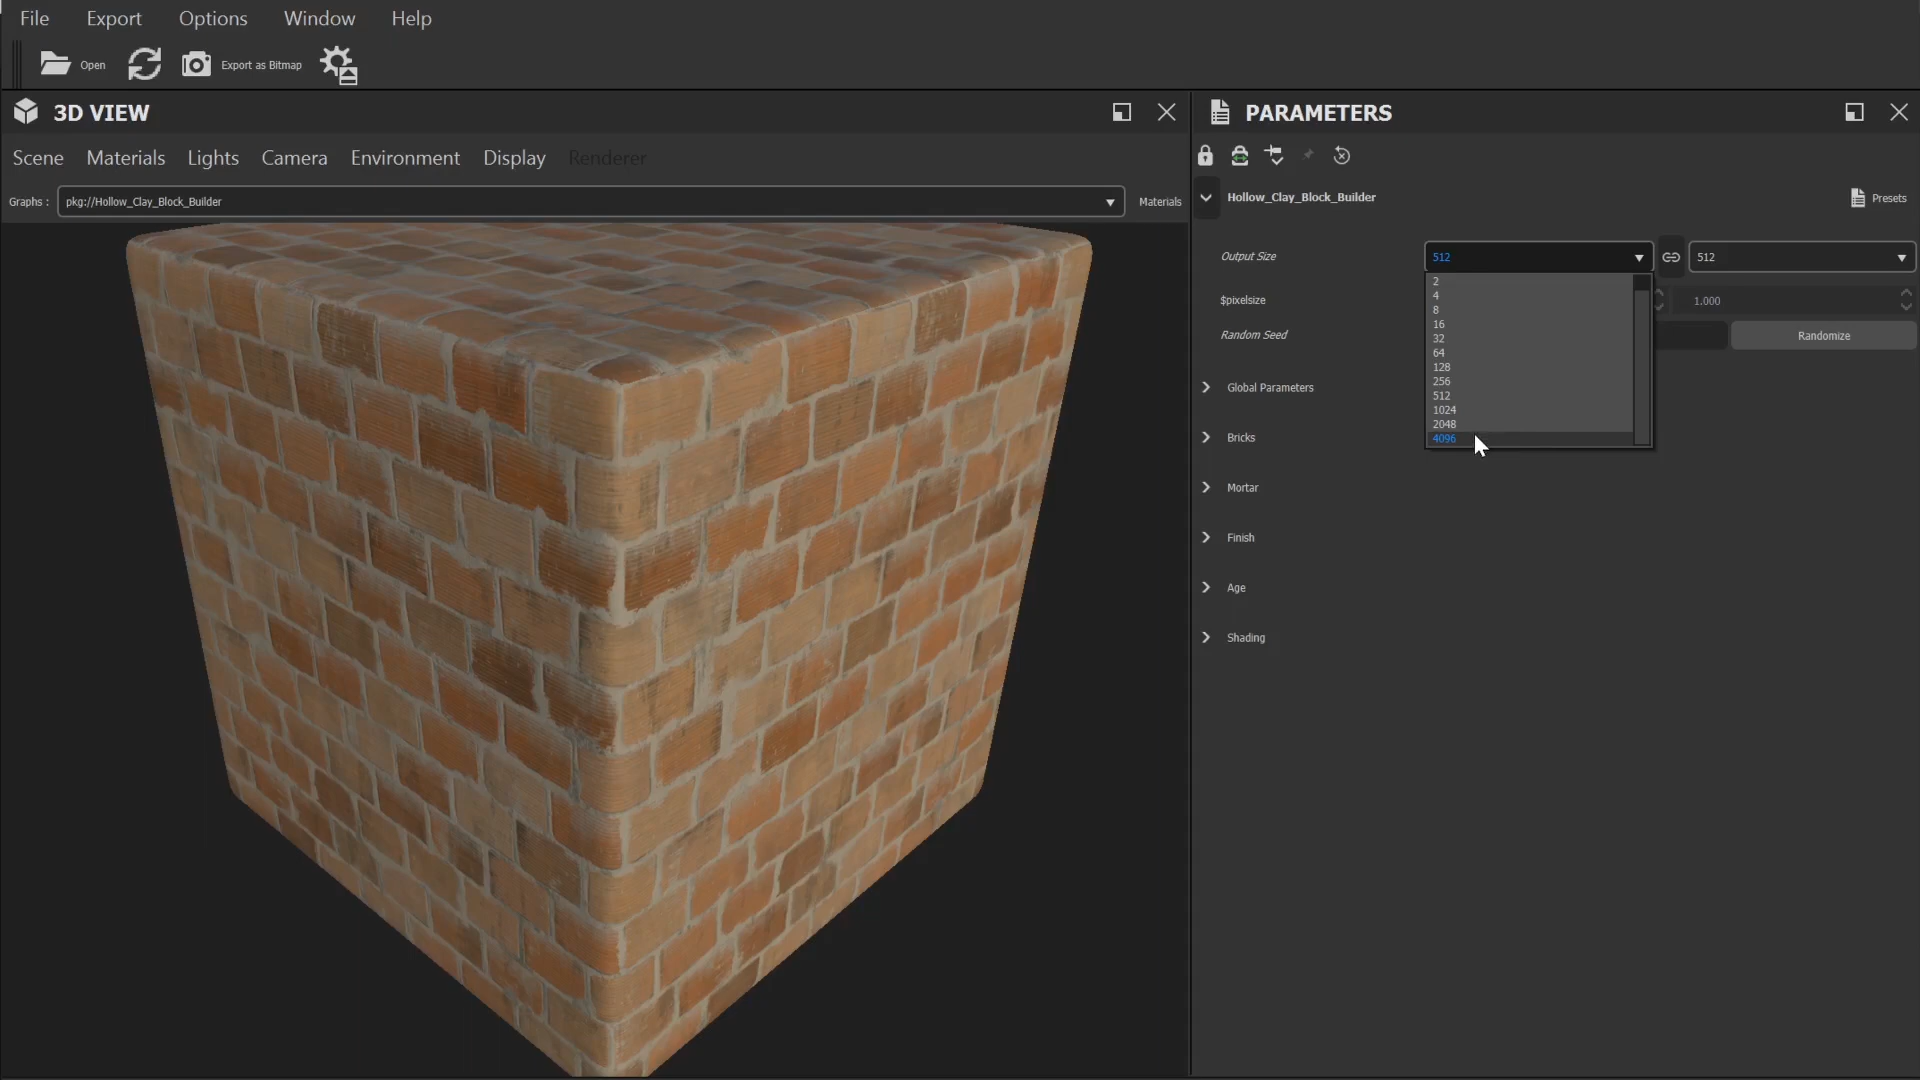 File Export Options Window Help
Open Export as Bitmap
3D VIEW
PARAMETERS
Scene Materials Lights Camera Environment Display Renderer
Graphs : pkg://Hollow_Clay_Block_Builder Materials
Hollow_Clay_Block_Builder Presets
Output Size 512 512
2
4
8
16
32
64
128
256
512
1024
2048
4096
$pixelsize 1.000
Random Seed Randomize
Global Parameters
Bricks
Mortar
Finish
Age
Shading